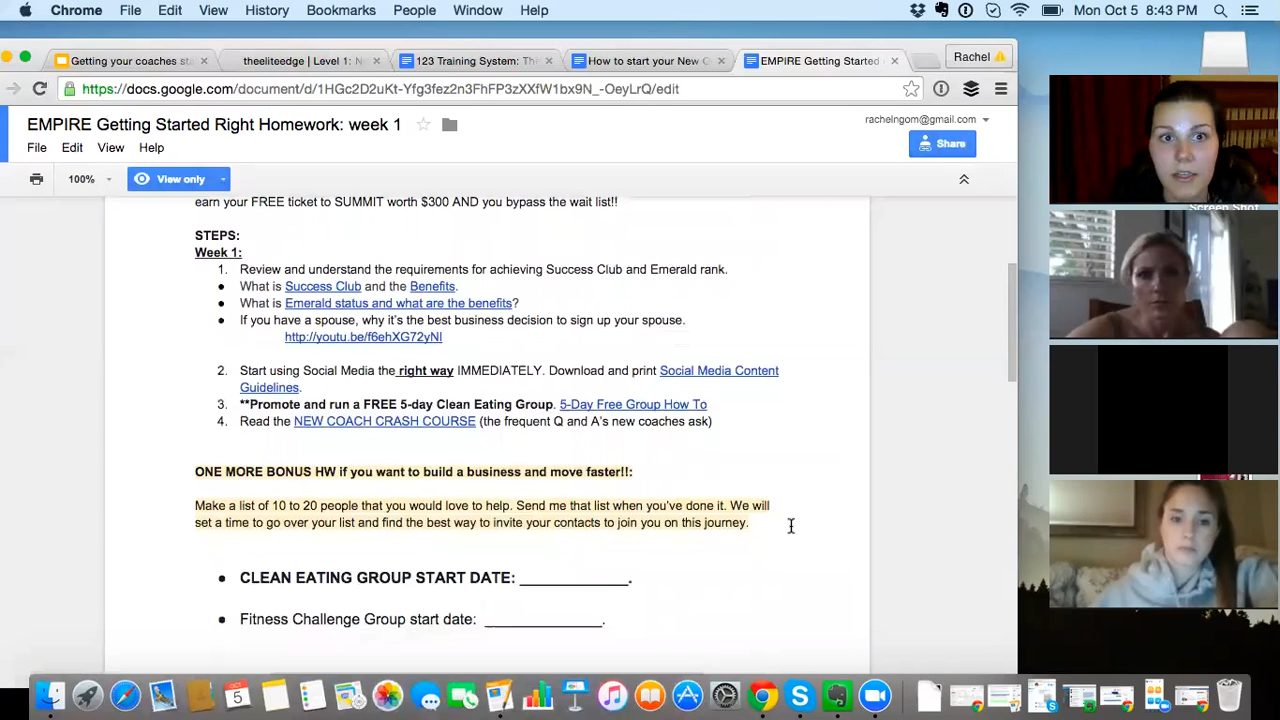 Chrome File Edit View History Bookmarks People Window Help Mon Oct 5 8:43 PM
Getting your coaches sta theeliteedge | Level 1: N 123 Training System: The How to start your New C EMPIRE Getting Started Rachel
https://docs.google.com/document/d/1HGc2D2uKt-Yfg3fez2n3FhFP3zXXfW1bx9N_-OeyLrQ/edit
EMPIRE Getting Started Right Homework: week 1
rachelngom@gmail.com
File Edit View Help
Share
100% View only
earn your FREE ticket to SUMMIT worth $300 AND you bypass the wait list!!
STEPS:
Week 1:
1. Review and understand the requirements for achieving Success Club and Emerald rank.
● What is Success Club and the Benefits.
● What is Emerald status and what are the benefits?
● If you have a spouse, why it's the best business decision to sign up your spouse.
http://youtu.be/f6ehXG72yNI
2. Start using Social Media the right way IMMEDIATELY. Download and print Social Media Content
Guidelines.
3. **Promote and run a FREE 5-day Clean Eating Group. 5-Day Free Group How To
4. Read the NEW COACH CRASH COURSE (the frequent Q and A's new coaches ask)
ONE MORE BONUS HW if you want to build a business and move faster!!:
Make a list of 10 to 20 people that you would love to help. Send me that list when you've done it. We will
set a time to go over your list and find the best way to invite your contacts to join you on this journey.
● CLEAN EATING GROUP START DATE: _____________.
● Fitness Challenge Group start date: ______________.
Screen Shot
5